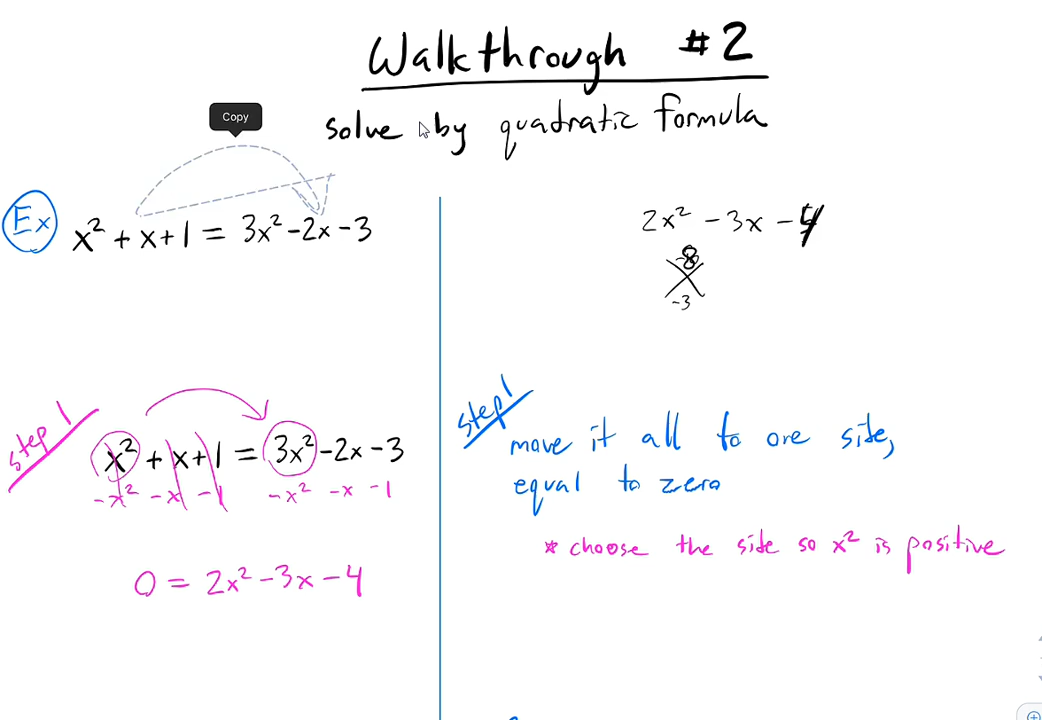 Walkthrough #2
solve by quadratic formula
Copy
Ex x² + x + 1 = 3x² - 2x - 3
2x² - 3x - 4
-8
-3
step 1
x² + x + 1 = 3x² - 2x - 3
-x² - x - 1 -x² - x - 1
0 = 2x² - 3x - 4
step 1
move it all to one side,
equal to zero
* choose the side so x² is positive